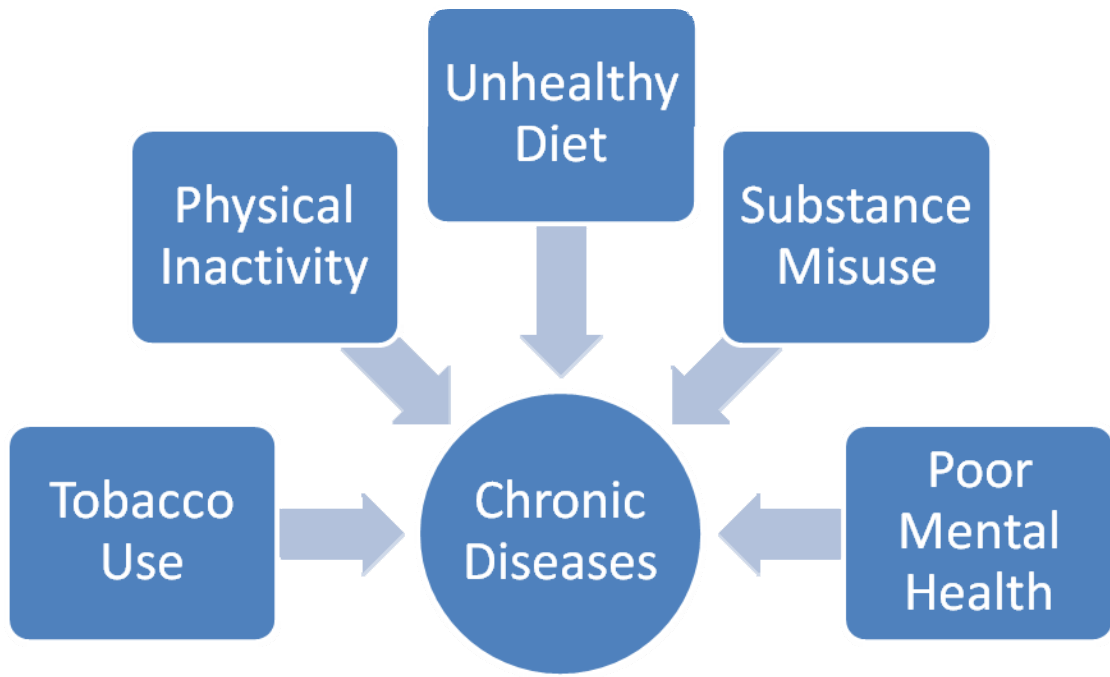 Unhealthy
Diet
Physical
Inactivity
Substance
Misuse
Tobacco
Use
Chronic
Diseases
Poor
Mental
Health